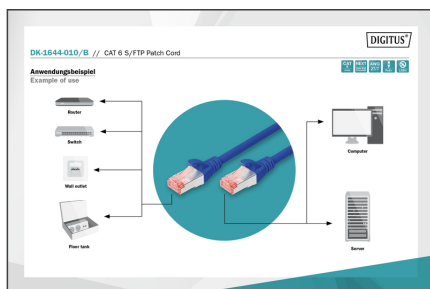 DIGITUS®
DK-1644-010/B // CAT 6 S/FTP Patch Cord
Anwendungsbeispiel
Example of use
Router
Switch
Wall outlet
Floor tank
Computer
Server